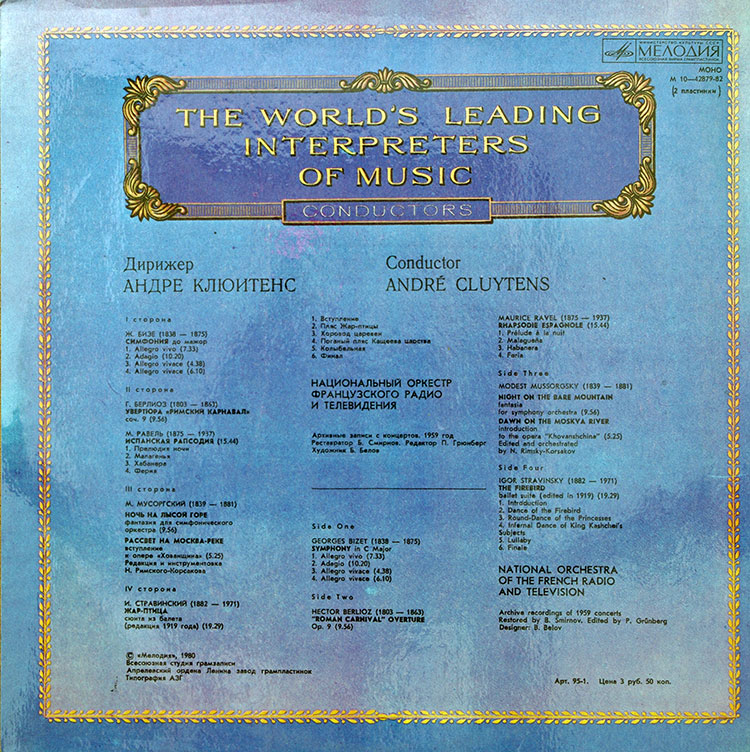 МИНИСТЕРСТВО КУЛЬТУРЫ СССР
МЕЛОДИЯ
ВСЕСОЮЗНАЯ ФИРМА ГРАМПЛАСТИНОК
МОНО
М 10—42879-82
(2 пластинки)
THE WORLD'S LEADING
INTERPRETERS
OF MUSIC
CONDUCTORS
Дирижер
АНДРЕ КЛЮИТЕНС
Conductor
ANDRÉ CLUYTENS
I сторона
Ж. БИЗЕ (1838 — 1875)
СИМФОНИЯ до мажор
1. Allegro vivo (7.33)
2. Adagio (10.20)
3. Allegro vivace (4.38)
4. Allegro vivace (6.10)
II сторона
Г. БЕРЛИОЗ (1803 — 1863)
УВЕРТЮРА «РИМСКИЙ КАРНАВАЛ»
соч. 9 (9.56)
М. РАВЕЛЬ (1875 — 1937)
ИСПАНСКАЯ РАПСОДИЯ (15.44)
1. Прелюдия ночи
2. Малагенья
3. Хабанера
4. Ферия
III сторона
М. МУСОРГСКИЙ (1839 — 1881)
НОЧЬ НА ЛЫСОЙ ГОРЕ
фантазия для симфонического
оркестра (9.56)
РАССВЕТ НА МОСКВА-РЕКЕ
вступление
к опере «Хованщина» (5.25)
Редакция и инструментовка
Н. Римского-Корсакова
IV сторона
И. СТРАВИНСКИЙ (1882 — 1971)
ЖАР-ПТИЦА
сюита из балета
(редакция 1919 года) (19.29)
1. Вступление
2. Пляс Жар-птицы
3. Хоровод царевен
4. Поганый пляс Кащеева царства
5. Колыбельная
6. Финал
НАЦИОНАЛЬНЫЙ ОРКЕСТР
ФРАНЦУЗСКОГО РАДИО
И ТЕЛЕВИДЕНИЯ
Архивные записи с концертов. 1959 год
Реставратор Б. Смирнов. Редактор П. Грюнберг
Художник Б. Белов
Side One
GEORGES BIZET (1838 — 1875)
SYMPHONY in C Major
1. Allegro vivo (7.33)
2. Adagio (10.20)
3. Allegro vivace (4.38)
4. Allegro vivace (6.10)
Side Two
HECTOR BERLIOZ (1803 — 1863)
"ROMAN CARNIVAL" OVERTURE
Op. 9 (9.56)
MAURICE RAVEL (1875 — 1937)
RHAPSODIE ESPAGNOLE (15.44)
1. Prélude à la nuit
2. Malagueña
3. Habanera
4. Feria
Side Three
MODEST MUSSORGSKY (1839 — 1881)
NIGHT ON THE BARE MOUNTAIN
fantasia
for symphony orchestra (9.56)
DAWN ON THE MOSKVA RIVER
introduction
to the opera "Khovanshchina" (5.25)
Edited and orchestrated
by N. Rimsky-Korsakov
Side Four
IGOR STRAVINSKY (1882 — 1971)
THE FIREBIRD
ballet suite (edited in 1919) (19.29)
1. Introduction
2. Dance of the Firebird
3. Round-Dance of the Princesses
4. Infernal Dance of King Kashchei's
Subjects
5. Lullaby
6. Finale
NATIONAL ORCHESTRA
OF THE FRENCH RADIO
AND TELEVISION
Archive recordings of 1959 concerts
Restored by B. Smirnov. Edited by P. Grünberg
Designer: B. Belov
© «Мелодия», 1980
Всесоюзная студия грамзаписи
Апрелевский ордена Ленина завод грампластинок
Типография АЗГ
Арт. 95-1. Цена 3 руб. 50 коп.